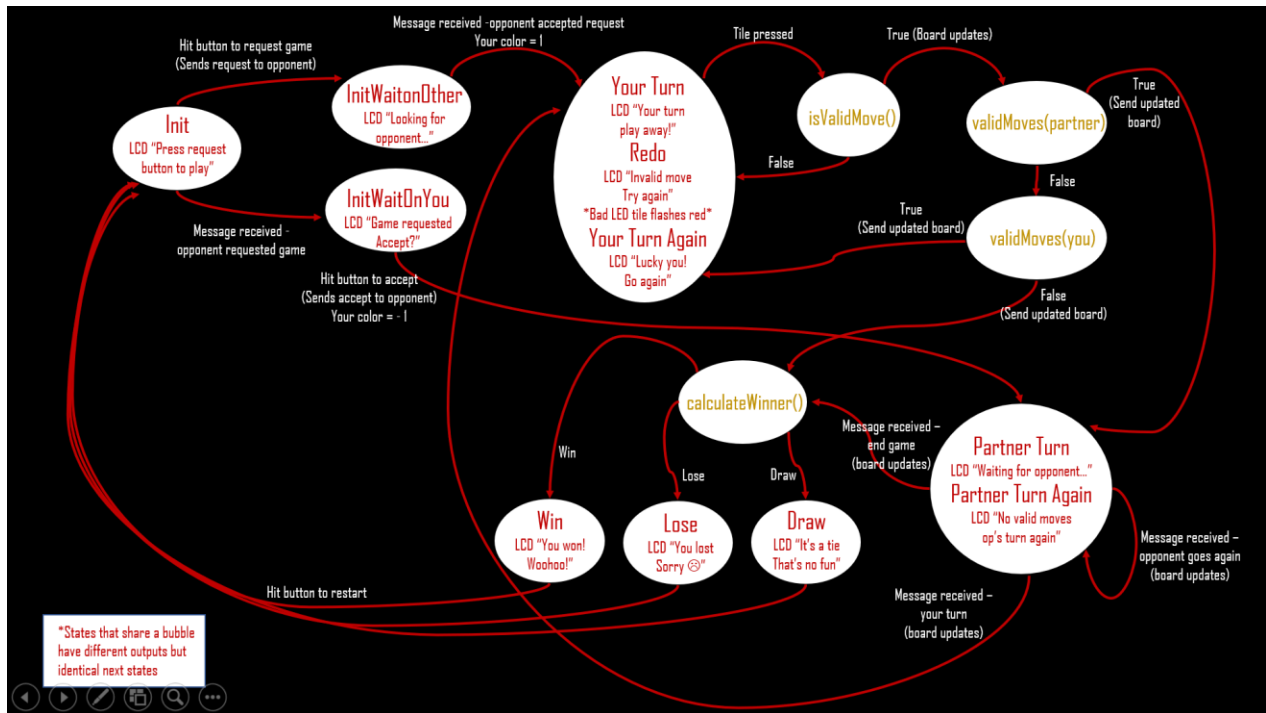 Message received -opponent accepted request
Your color = 1
Hit button to request game
(Sends request to opponent)
Tile pressed
True (Board updates)
InitWaitonOther
LCD "Looking for
opponent…"
Your Turn
LCD "Your turn
play away!"
Redo
LCD "Invalid move
Try again"
*Bad LED tile flashes red*
Your Turn Again
LCD "Lucky you!
Go again"
isValidMove()
validMoves(partner)
True
(Send updated
board)
Init
LCD "Press request
button to play"
False
False
InitWaitOnYou
LCD "Game requested
Accept?"
True
(Send updated board)
validMoves(you)
Message received -
opponent requested game
Hit button to accept
(Sends accept to opponent)
Your color = - 1
False
(Send updated board)
calculateWinner()
Message received –
end game
(board updates)
Partner Turn
LCD "Waiting for opponent…"
Partner Turn Again
LCD "No valid moves
op's turn again"
Win
Lose
Draw
Win
LCD "You won!
Woohoo!"
Lose
LCD "You lost
Sorry ☹"
Draw
LCD "It's a tie
That's no fun"
Message received –
opponent goes again
(board updates)
Hit button to restart
Message received –
your turn
(board updates)
*States that share a bubble
have different outputs but
identical next states